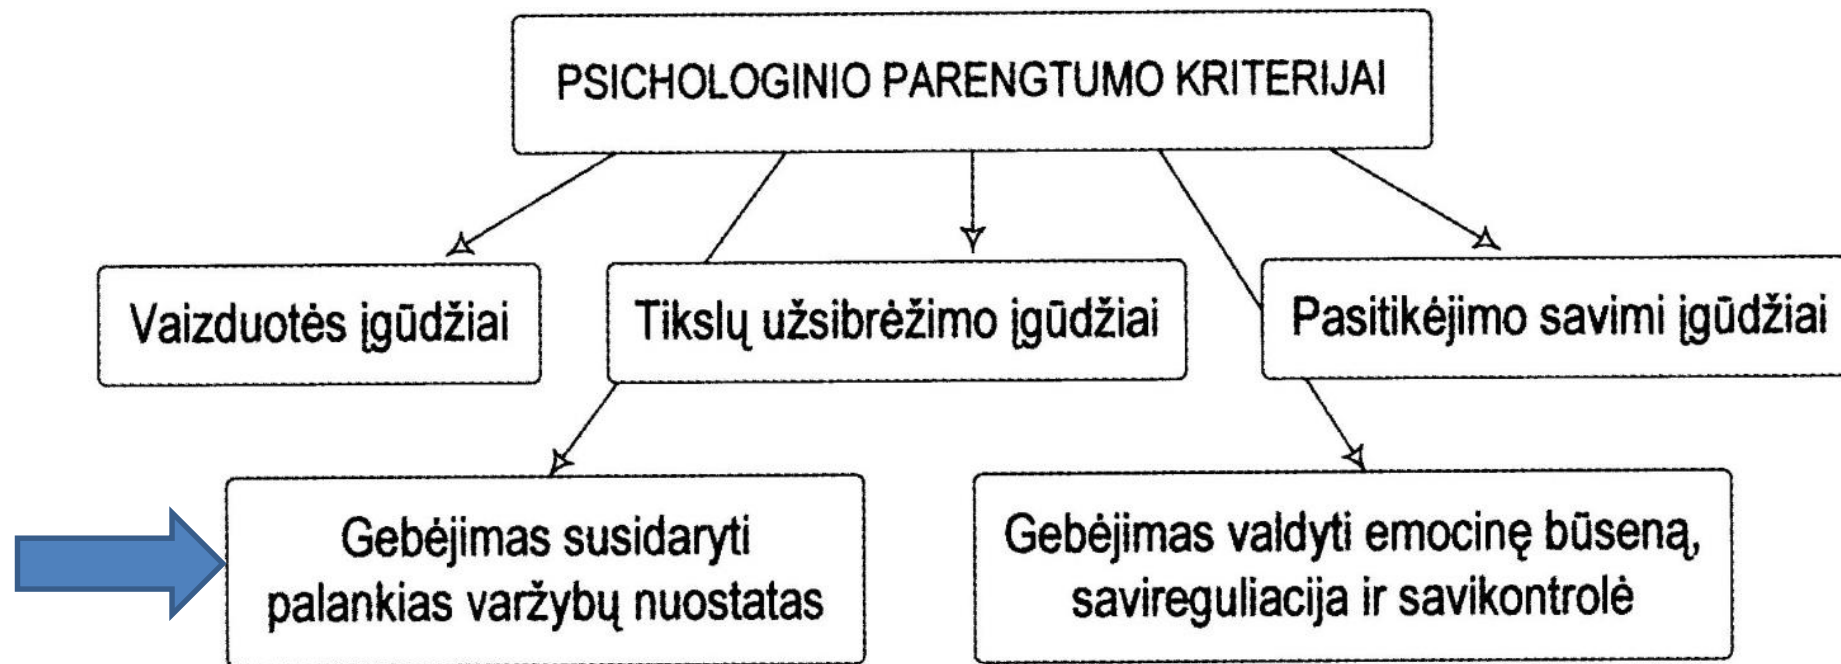 PSICHOLOGINIO PARENGTUMO KRITERIJAI
Vaizduotės įgūdžiai
Tikslų užsibrėžimo įgūdžiai
Pasitikėjimo savimi įgūdžiai
Gebėjimas susidaryti
palankias varžybų nuostatas
Gebėjimas valdyti emocinę būseną,
savireguliacija ir savikontrolė